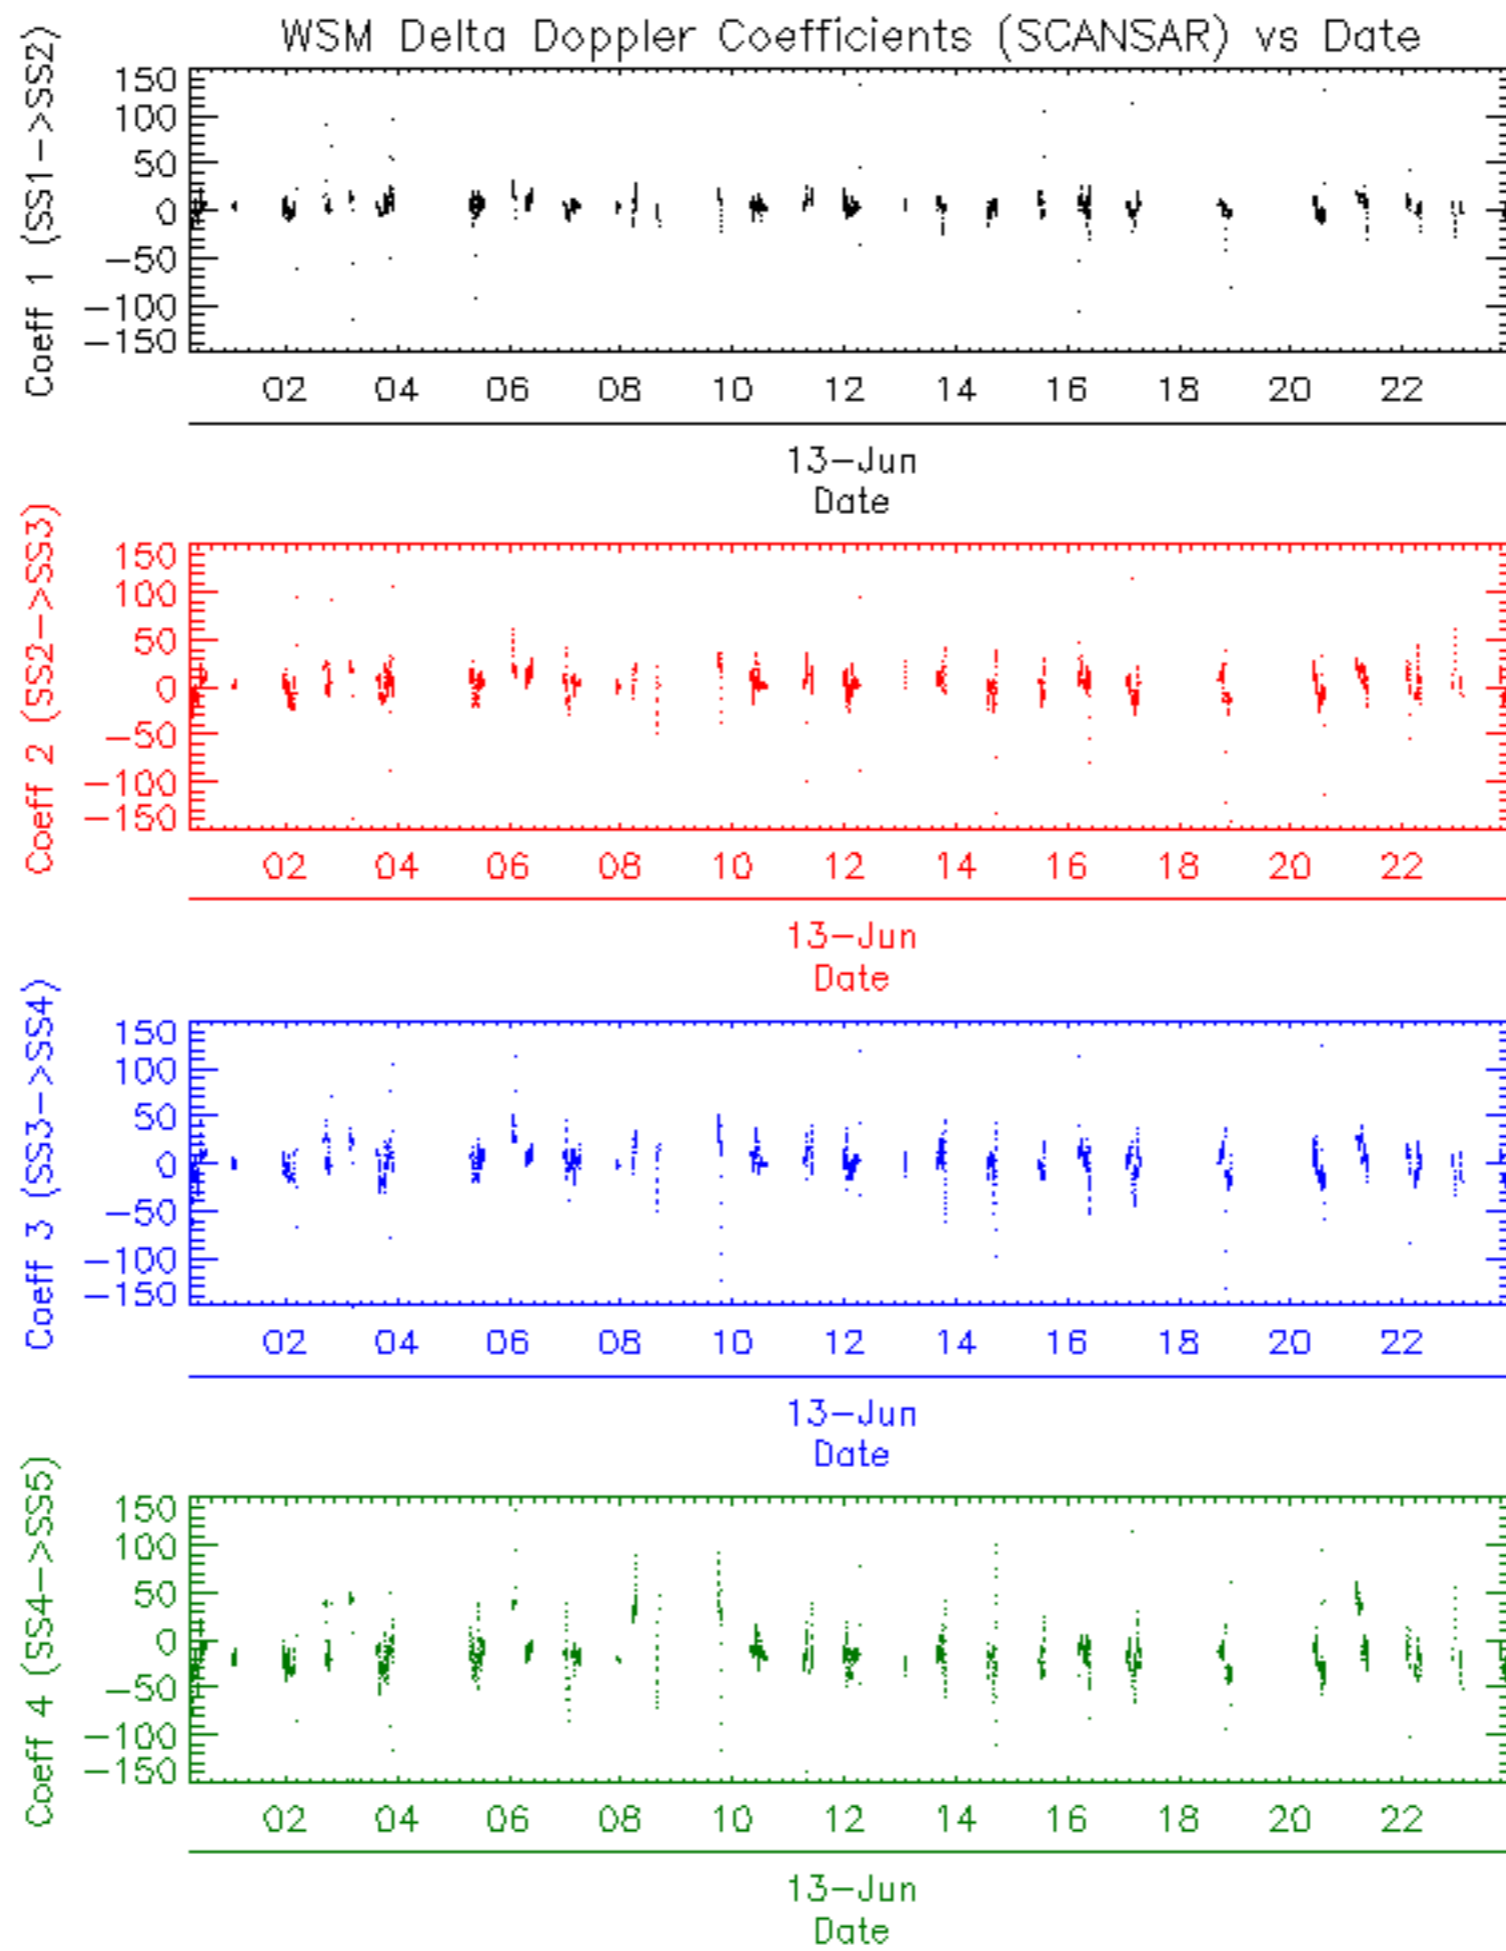 WSM Delta Doppler Coefficients (SCANSAR) vs Date
Coeff 1 (SS1->SS2)
150
100
50
0
-50
-100
-150
02 04 06 08 10 12 14 16 18 20 22
13-Jun
Date
Coeff 2 (SS2->SS3)
150
100
50
0
-50
-100
-150
02 04 06 08 10 12 14 16 18 20 22
13-Jun
Date
Coeff 3 (SS3->SS4)
150
100
50
0
-50
-100
-150
02 04 06 08 10 12 14 16 18 20 22
13-Jun
Date
Coeff 4 (SS4->SS5)
150
100
50
0
-50
-100
-150
02 04 06 08 10 12 14 16 18 20 22
13-Jun
Date